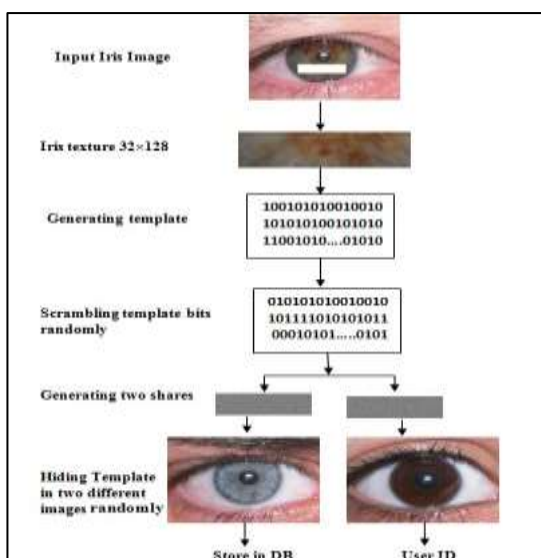 Input Iris Image
Iris texture 32×128
Generating template
100101010010010
101010100101010
11001010....01010
Scrambling template bits
randomly
010101010010010
101111010101011
00010101.....0101
Generating two shares
Hiding Template
in two different
images randomly
Store in DB
User ID